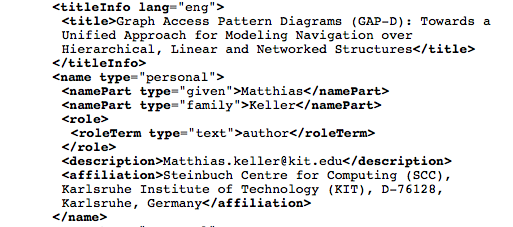 <titleInfo lang="eng">
<title>Graph Access Pattern Diagrams (GAP-D): Towards a
Unified Approach for Modeling Navigation over
Hierarchical, Linear and Networked Structures</title>
</titleInfo>
<name type="personal">
<namePart type="given">Matthias</namePart>
<namePart type="family">Keller</namePart>
<role>
<roleTerm type="text">author</roleTerm>
</role>
<description>Matthias.keller@kit.edu</description>
<affiliation>Steinbuch Centre for Computing (SCC),
Karlsruhe Institute of Technology (KIT), D-76128,
Karlsruhe, Germany</affiliation>
</name>